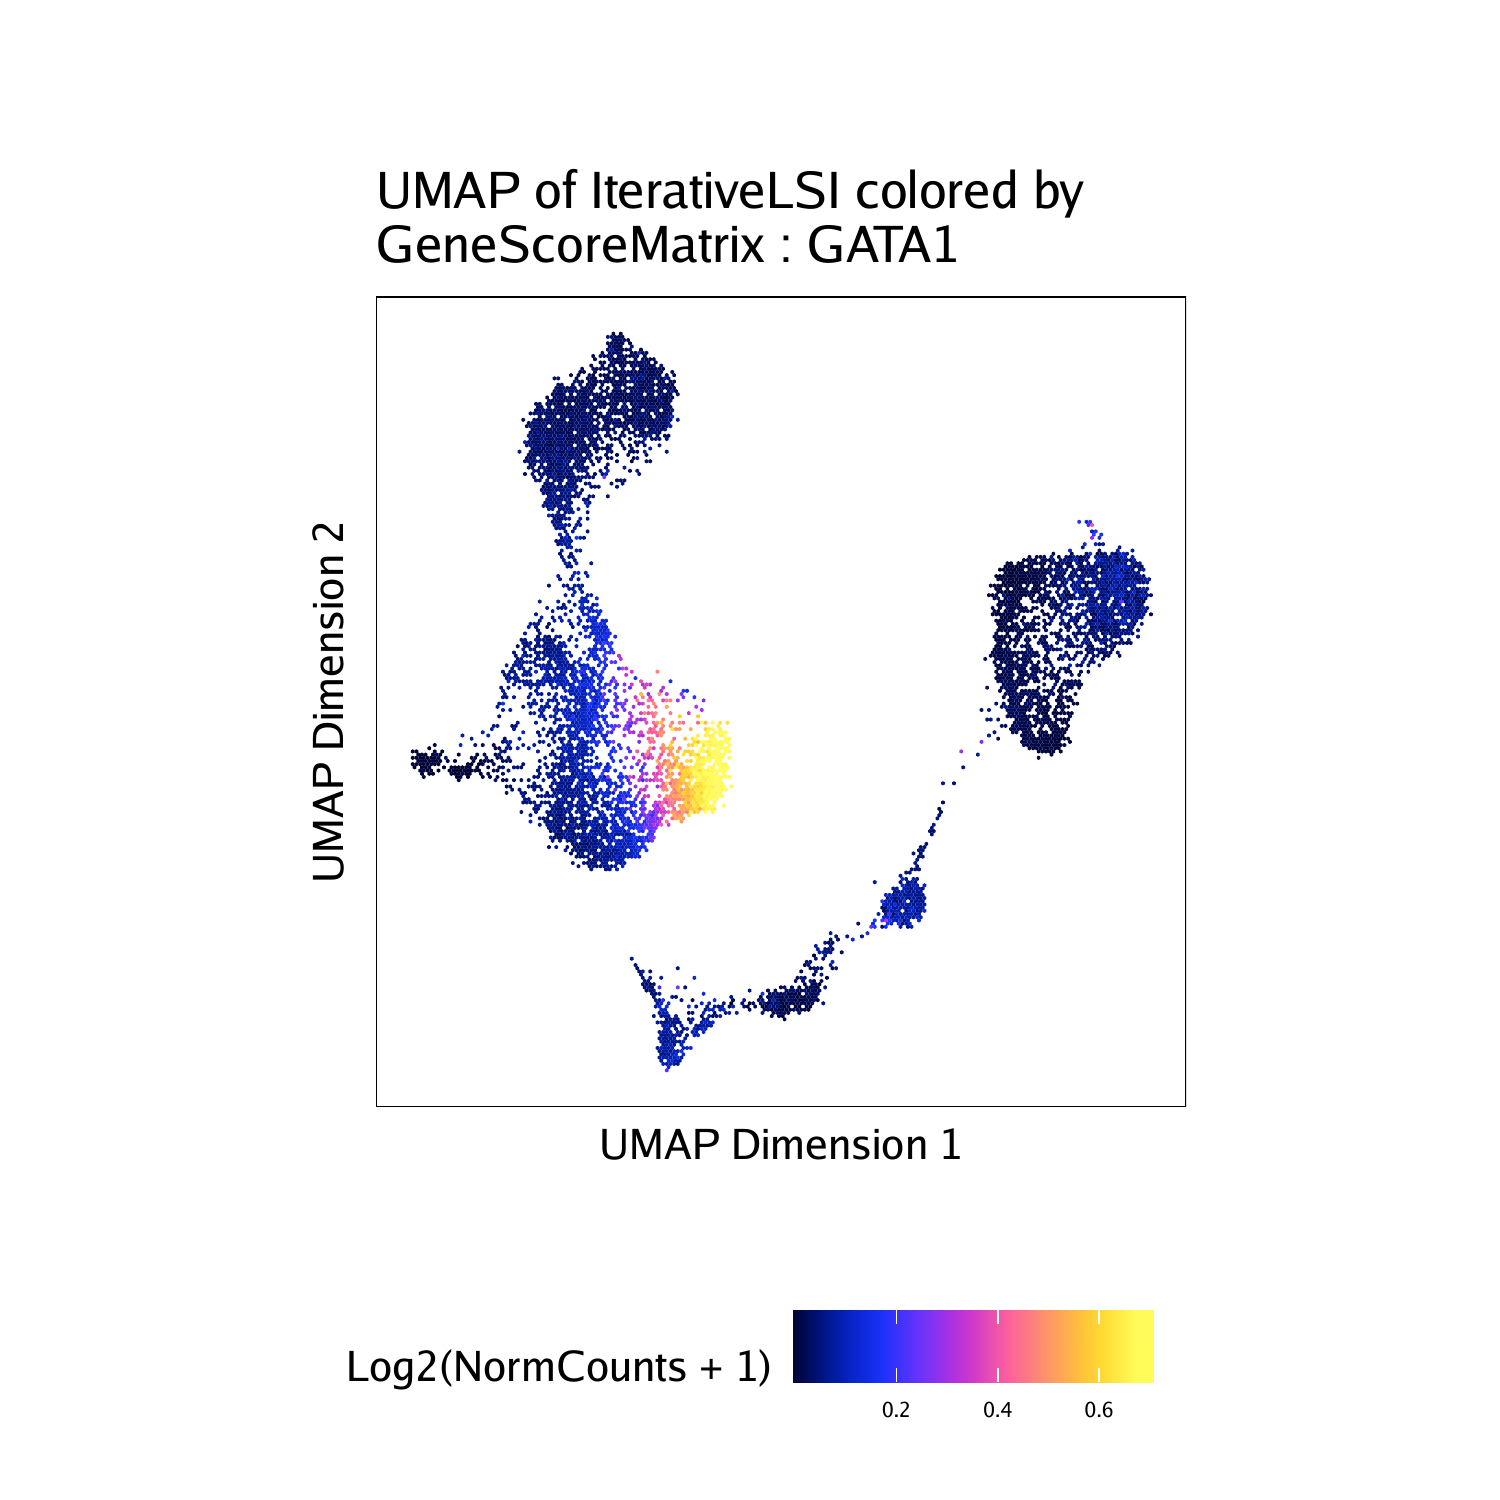 UMAP of IterativeLSI colored by
GeneScoreMatrix : GATA1
UMAP Dimension 2
UMAP Dimension 1
Log2(NormCounts + 1)
0.2 0.4 0.6